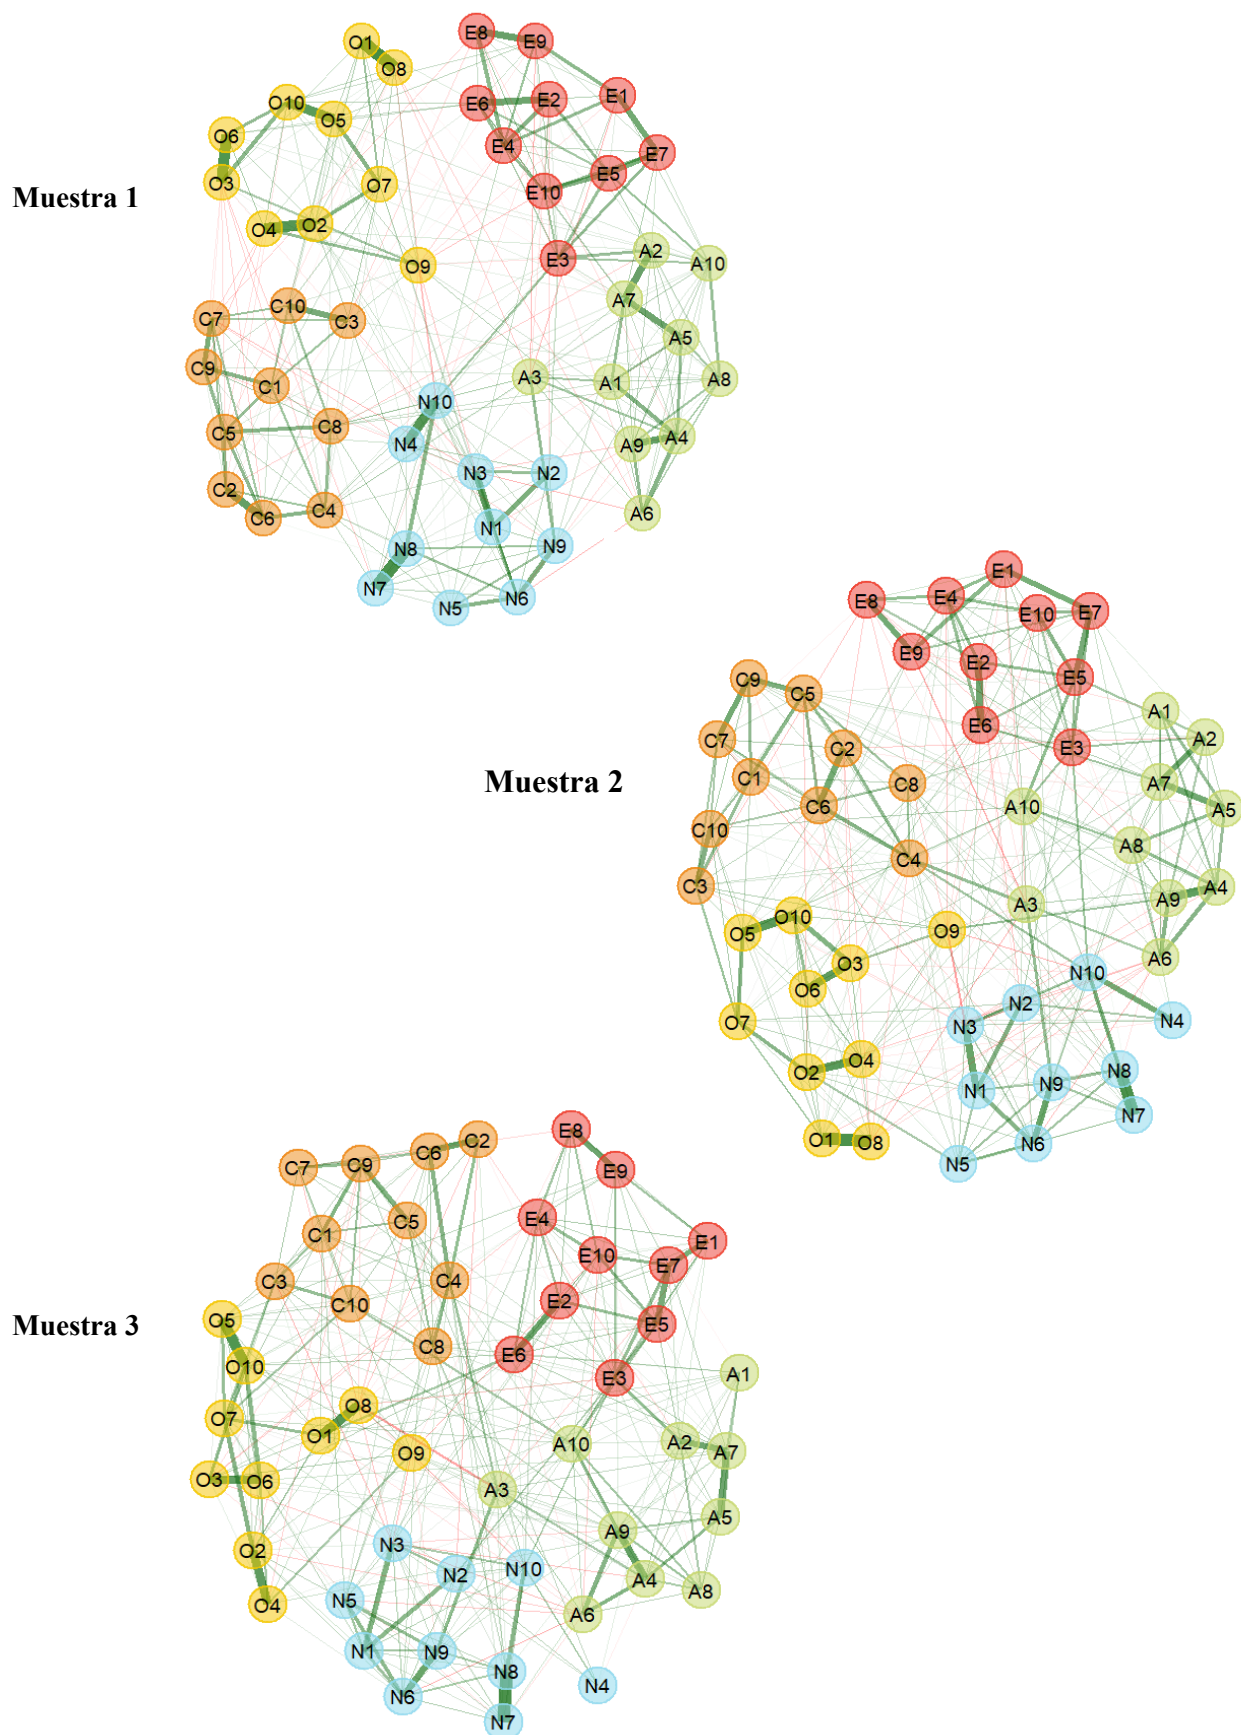 Muestra 1
E8
E9
O1
O8
E1
E2
E6
O10
O5
O6
E4
E7
E5
O3
O7
E10
O2
O4
A2
E3
A10
O9
A7
C10
C7
C3
A5
C9
A3
A8
A1
C1
N10
C8
C5
A4
N4
A9
N3
N2
C2
C4
A6
C6
N1
N9
N8
N7
N6
N5
Muestra 2
E1
E4
E8
E10
E7
E9
E2
E5
C9
C5
A1
E6
C7
A2
C2
E3
C1
A7
C8
C6
A10
A5
C10
A8
C4
C3
A4
A9
A3
O10
O5
O9
A6
O3
N10
O6
N2
O7
N3
N4
O4
N8
O2
N9
N1
N7
O1
O8
N6
N5
Muestra 3
E8
C2
C6
C9
C7
E9
E4
C5
C1
E1
E10
E7
C3
C4
E2
C10
O5
E5
C8
E6
O10
A1
E3
O8
O7
O1
A10
A2
A7
O9
O3
O6
A3
A5
A9
N3
O2
N10
N2
A4
A8
N5
O4
A6
N1
N9
N8
N4
N6
N7